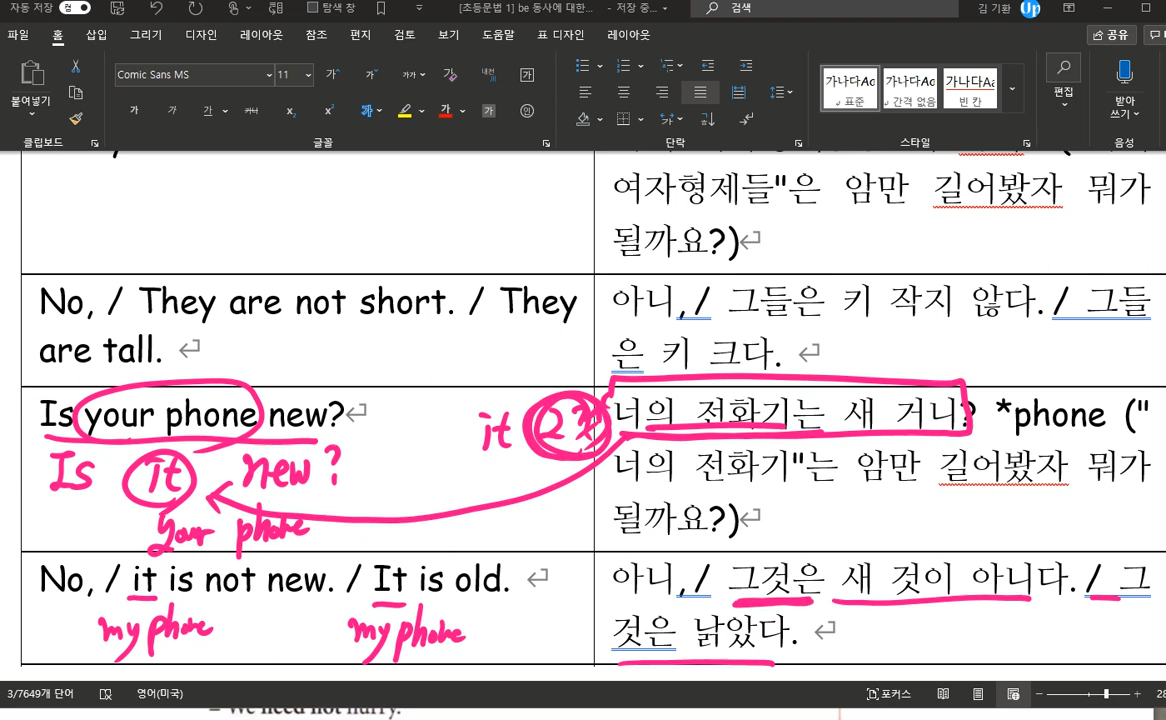 자동 저장 컴 탐색 창 [초등문법 1] be 동사에 대한... - 저장 중... 검색 김 기환 Up
파일 홈 삽입 그리기 디자인 레이아웃 참조 편지 검토 보기 도움말 표 디자인 레이아웃 공유
붙여넣기
Comic Sans MS 11
가나다Aa 가나다Aa 가나다Aa
표준 간격 없음 빈 칸
편집
받아
쓰기
클립보드 글꼴 단락 스타일 음성
여자형제들"은 암만 길어봤자 뭐가
될까요?)
No, / They are not short. / They
are tall.
아니,/ 그들은 키 작지 않다. / 그들
은 키 크다.
Is your phone new?
Is it new?
your phone
it
너의 전화기는 새 거니? *phone ("
너의 전화기"는 암만 길어봤자 뭐가
될까요?)
No, / it is not new. / It is old.
my phone my phone
아니,/ 그것은 새 것이 아니다. / 그
것은 낡았다.
3/7649개 단어 영어(미국) 포커스
We need not hurry.